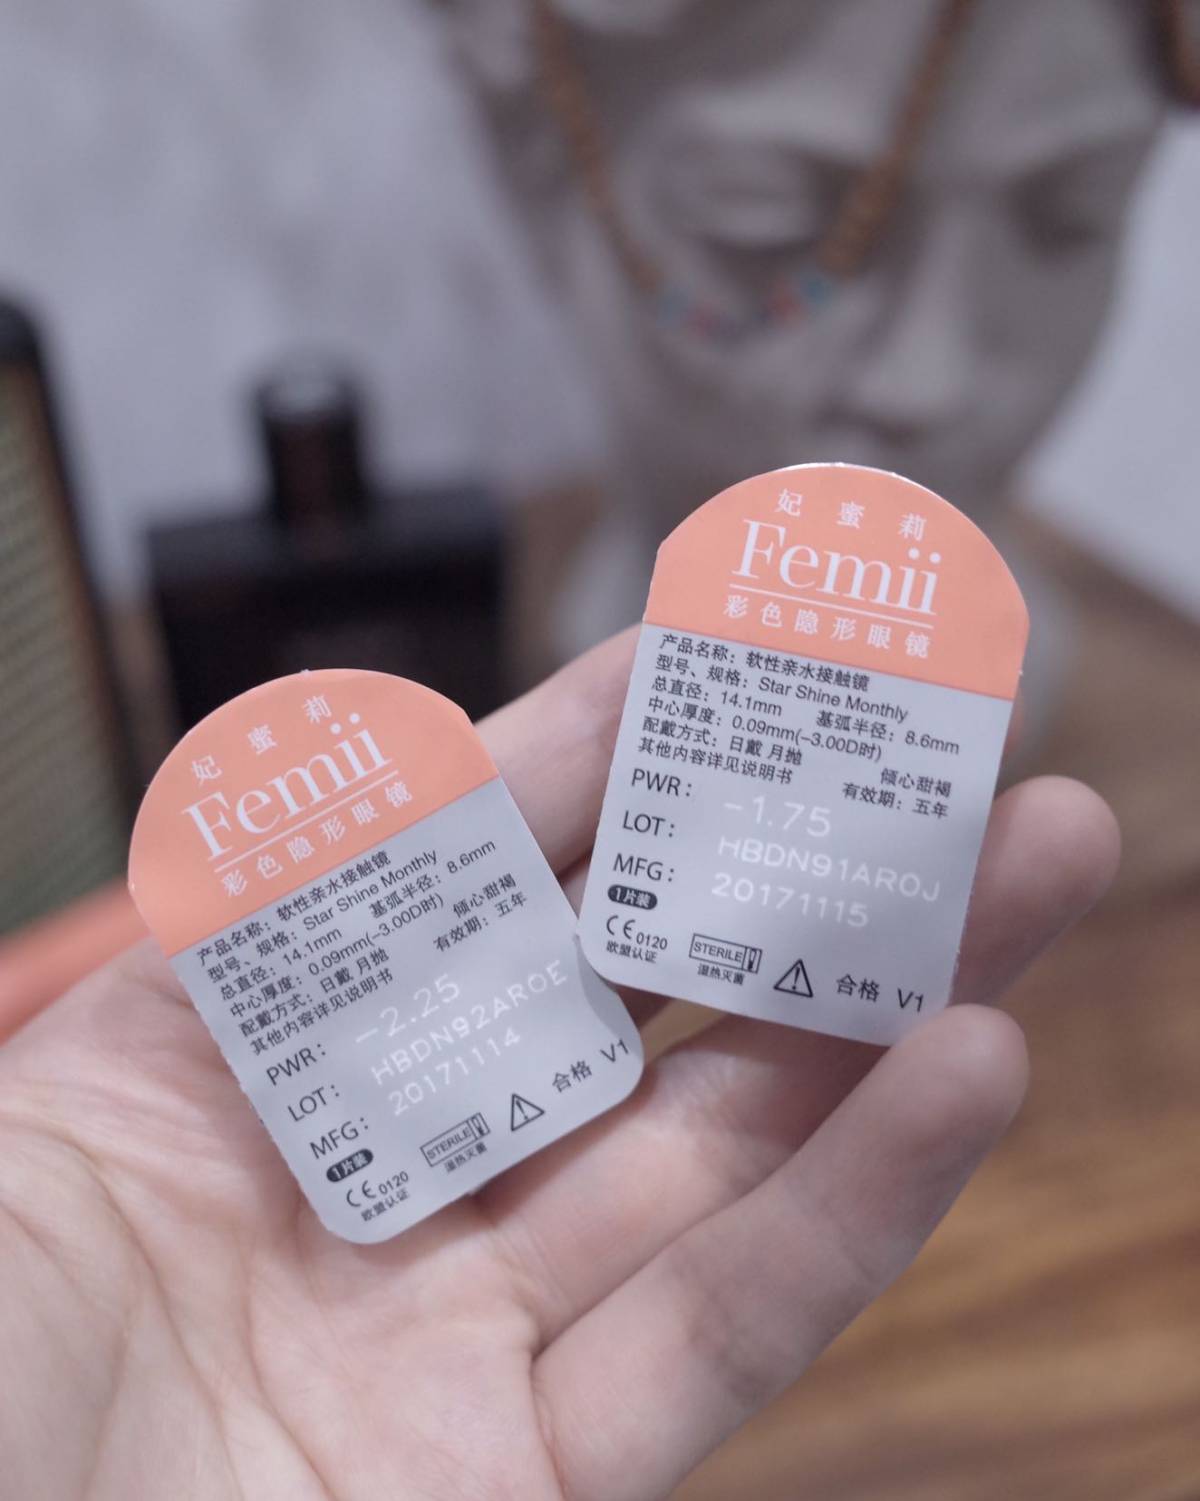 妃蜜莉
Femii
彩色隐形眼镜
产品名称：软性亲水接触镜
型号、规格：Star Shine Monthly
总直径：14.1mm 基弧半径：8.6mm
中心厚度：0.09mm(–3.00D时)
配戴方式：日戴 月抛 倾心甜褐
其他内容详见说明书 有效期：五年
PWR： –2.25
LOT： HBDN92AROE
MFG： 20171114
1片装
CE 0120
欧盟认证
STERILE
湿热灭菌
合格 V1
妃蜜莉
Femii
彩色隐形眼镜
产品名称：软性亲水接触镜
型号、规格：Star Shine Monthly
总直径：14.1mm 基弧半径：8.6mm
中心厚度：0.09mm(–3.00D时)
配戴方式：日戴 月抛 倾心甜褐
其他内容详见说明书 有效期：五年
PWR： –1.75
LOT： HBDN91AROJ
MFG： 20171115
1片装
CE 0120
欧盟认证
STERILE
湿热灭菌
合格 V1